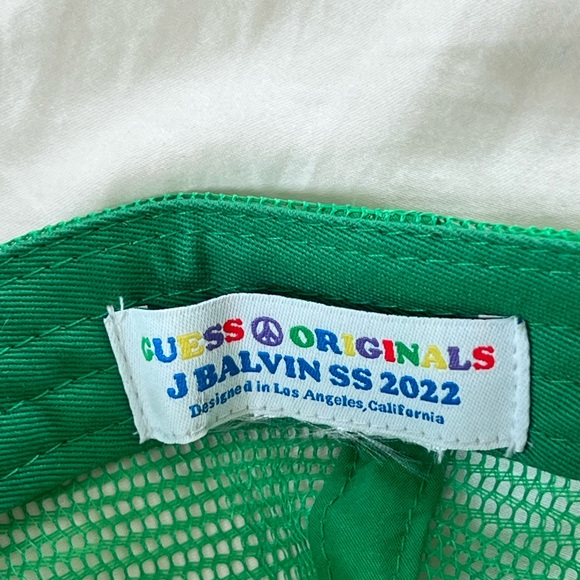 GUESS ☮ ORIGINALS
J BALVIN SS 2022
Designed in Los Angeles, California